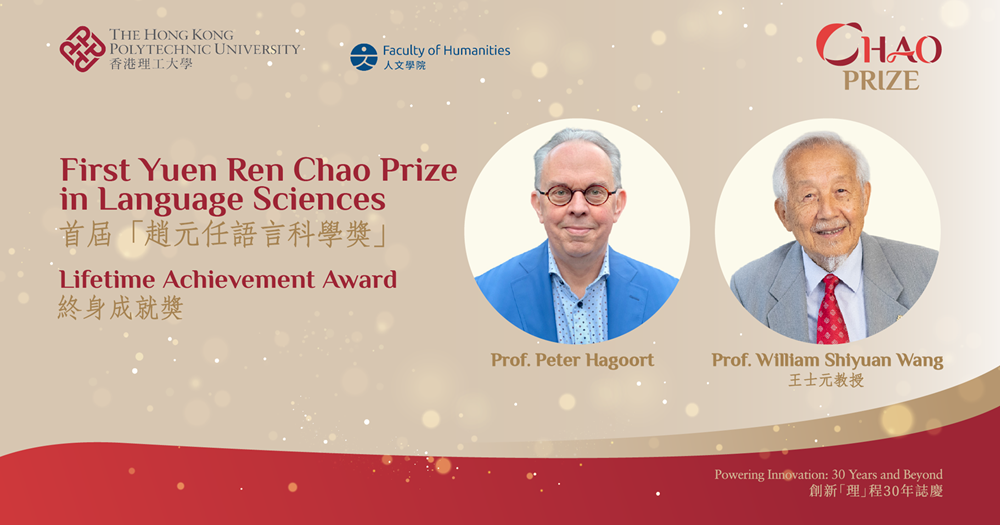 THE HONG KONG
POLYTECHNIC UNIVERSITY
香港理工大學
Faculty of Humanities
人文學院
CHAO
PRIZE
First Yuen Ren Chao Prize
in Language Sciences
首屆「趙元任語言科學獎」
Lifetime Achievement Award
終身成就獎
Prof. Peter Hagoort
Prof. William Shiyuan Wang
王士元教授
Powering Innovation: 30 Years and Beyond
創新「理」程30年誌慶